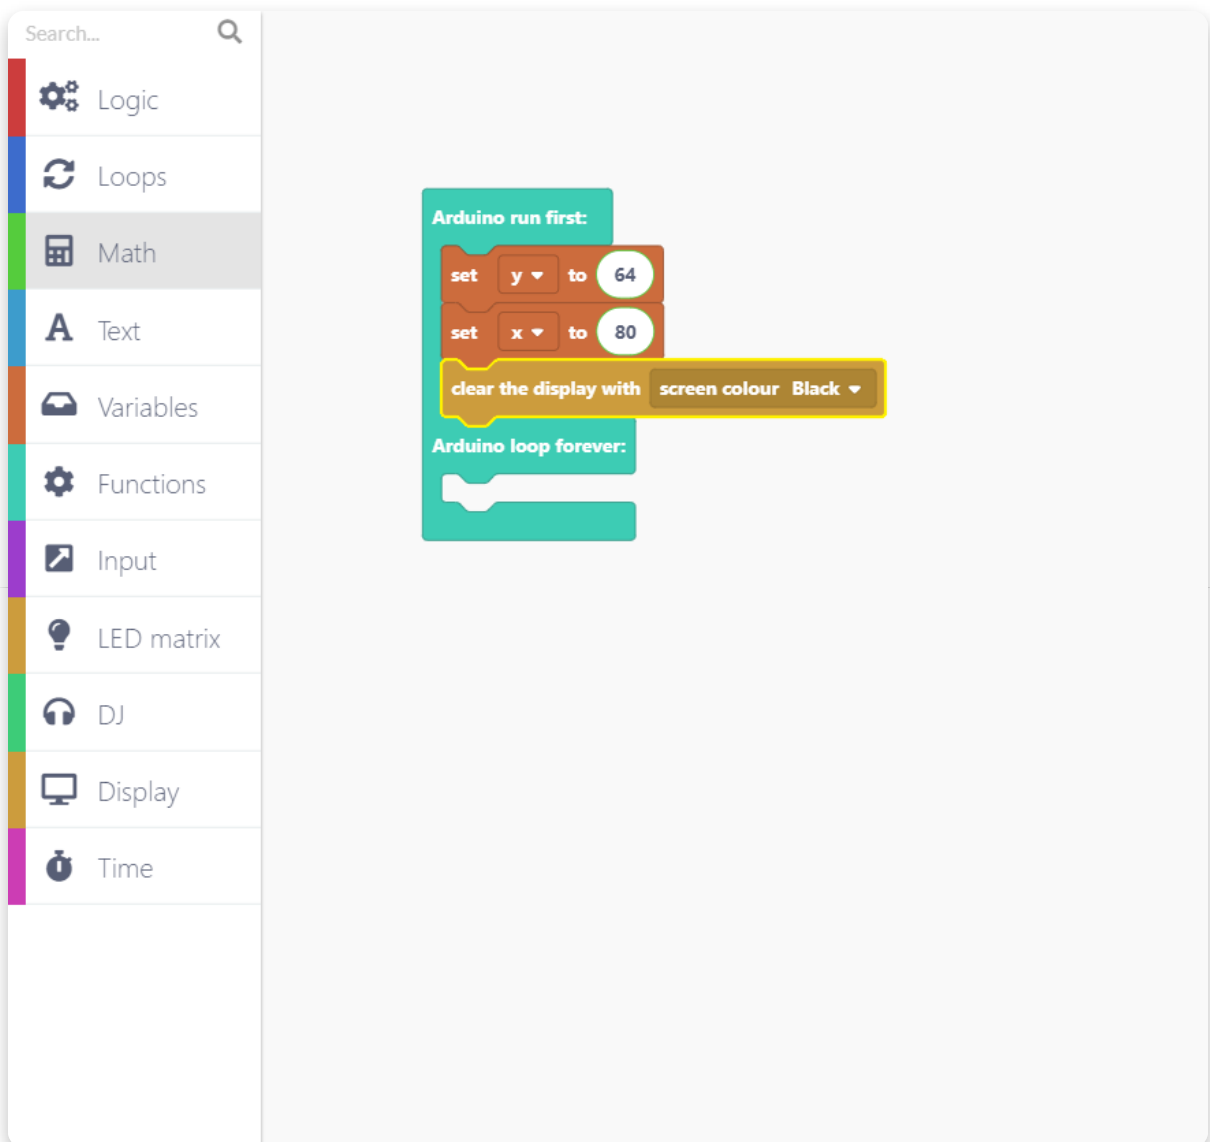 Search...
Logic
Loops
Math
Text
Variables
Functions
Input
LED matrix
DJ
Display
Time
Arduino run first:
set y to 64
set x to 80
clear the display with screen colour Black
Arduino loop forever: